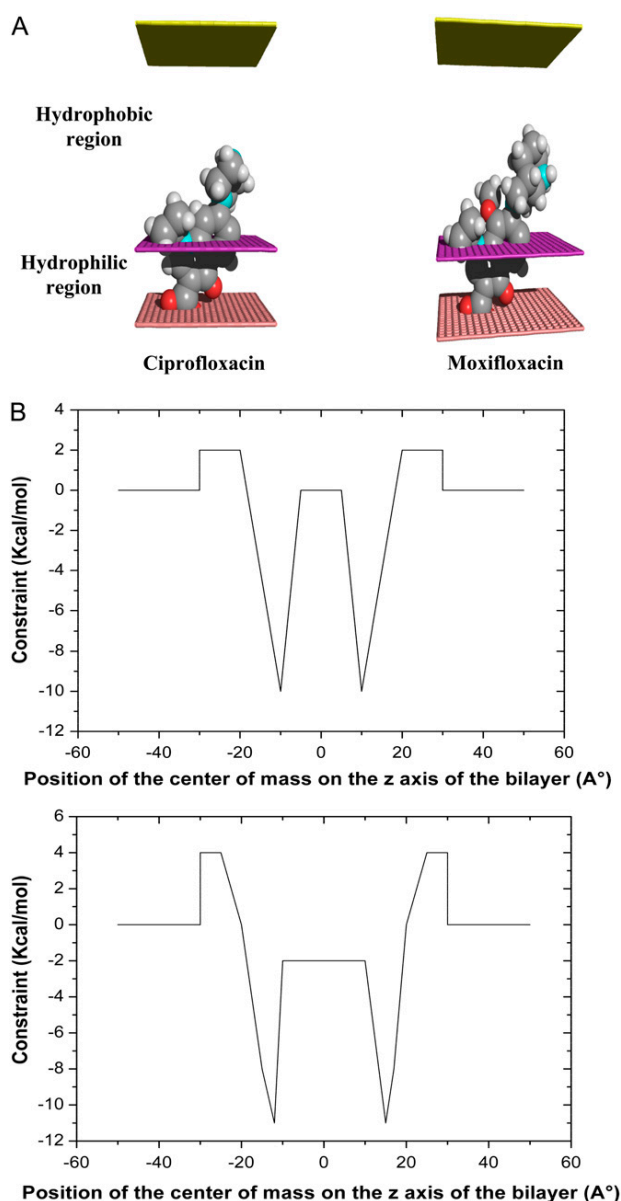 A
Hydrophobic
region
Hydrophilic
region
Ciprofloxacin
Moxifloxacin
B
4
2
0
-2
-4
-6
-8
-10
-12
Constraint (Kcal/mol)
-60
-40
-20
0
20
40
60
Position of the center of mass on the z axis of the bilayer (A°)
6
4
2
0
-2
-4
-6
-8
-10
-12
Constraint (Kcal/mol)
-60
-40
-20
0
20
40
60
Position of the center of mass on the z axis of the bilayer (A°)